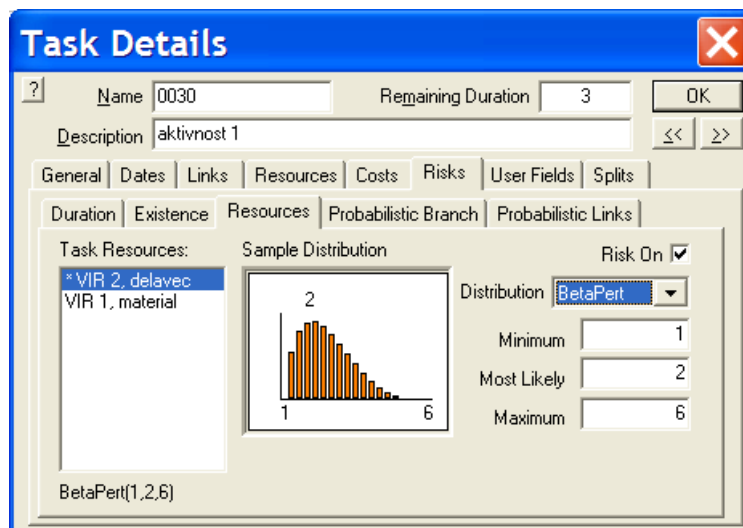 Task Details
?
Name 0030 Remaining Duration 3 OK
Description aktivnost 1 << >>
General Dates Links Resources Costs Risks User Fields Splits
Duration Existence Resources Probabilistic Branch Probabilistic Links
Task Resources: Sample Distribution Risk On
* VIR 2, delavec
VIR 1, material
2
1 6
Distribution BetaPert
Minimum 1
Most Likely 2
Maximum 6
BetaPert(1,2,6)